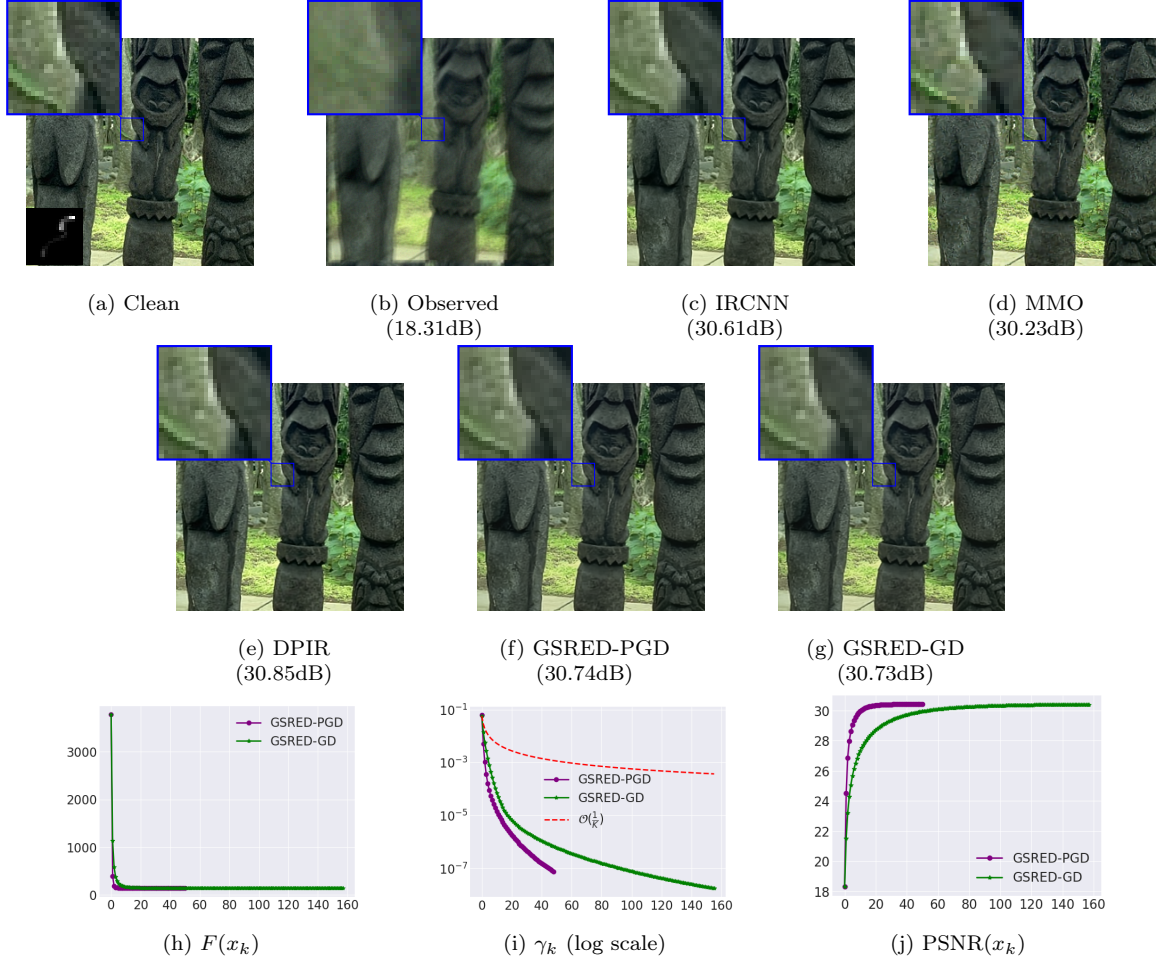 (a) Clean
(b) Observed
(18.31dB)
(c) IRCNN
(30.61dB)
(d) MMO
(30.23dB)
(e) DPIR
(30.85dB)
(f) GSRED-PGD
(30.74dB)
(g) GSRED-GD
(30.73dB)
GSRED-PGD
GSRED-GD
3000
2000
1000
0
0 20 40 60 80 100 120 140 160
(h) F(x_k)
10^{-1}
10^{-3}
10^{-5}
10^{-7}
GSRED-PGD
GSRED-GD
𝒪(1/K)
0 20 40 60 80 100 120 140 160
(i) γ_k (log scale)
30
28
26
24
22
20
18
GSRED-PGD
GSRED-GD
0 20 40 60 80 100 120 140 160
(j) PSNR(x_k)